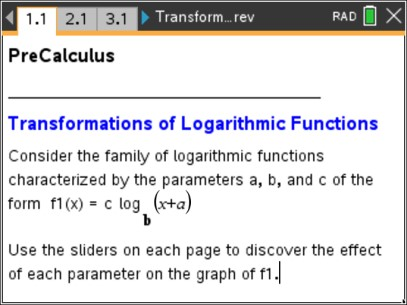 1.1 2.1 3.1 Transform...rev RAD
PreCalculus
Transformations of Logarithmic Functions
Consider the family of logarithmic functions
characterized by the parameters a, b, and c of the
form f1(x) = c log_b (x+a)
Use the sliders on each page to discover the effect
of each parameter on the graph of f1.